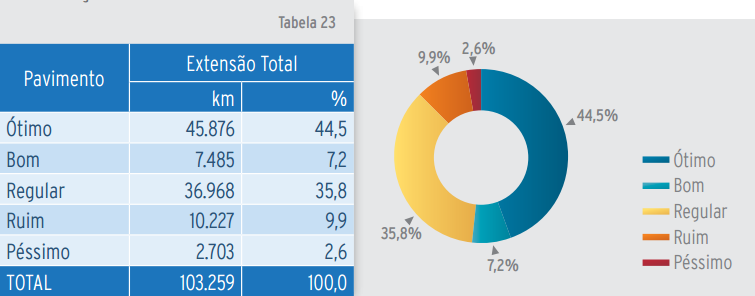 Tabela 23
Pavimento Extensão Total
km %
Ótimo 45.876 44,5
Bom 7.485 7,2
Regular 36.968 35,8
Ruim 10.227 9,9
Péssimo 2.703 2,6
TOTAL 103.259 100,0
9,9% 2,6%
44,5%
35,8%
7,2%
Ótimo
Bom
Regular
Ruim
Péssimo